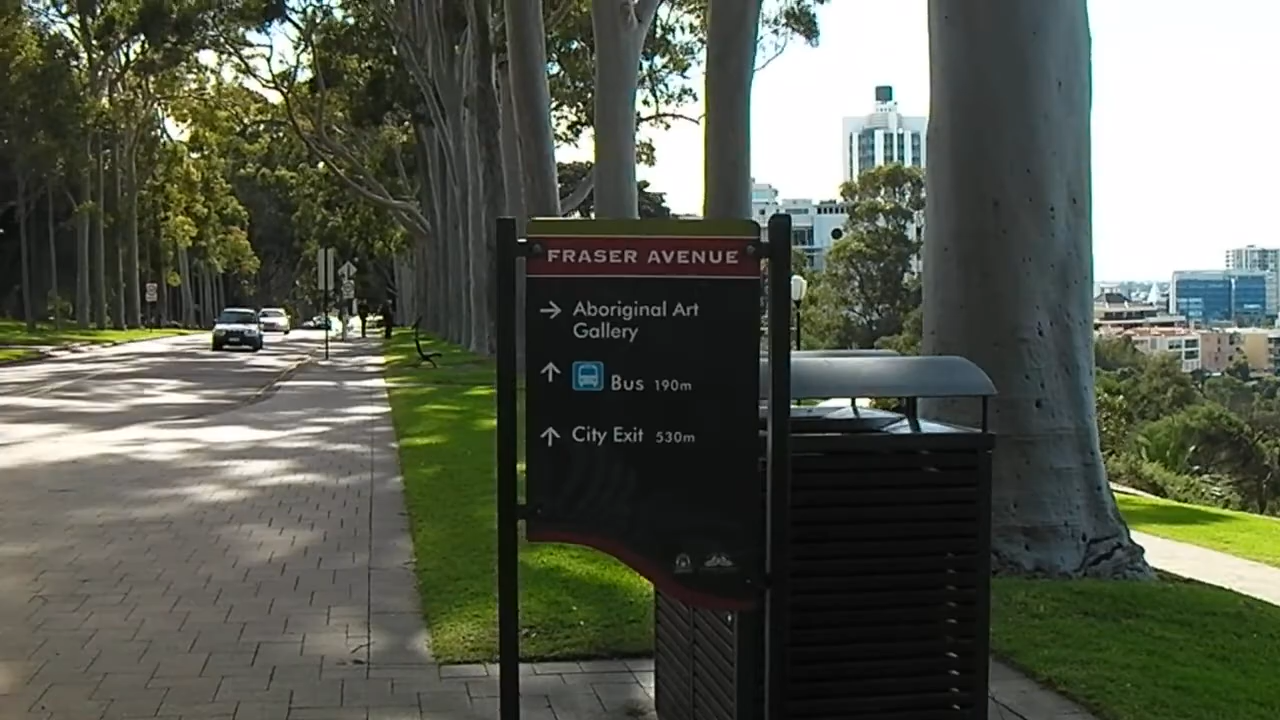 FRASER AVENUE
→ Aboriginal Art
Gallery
↑ Bus 190m
↑ City Exit 530m